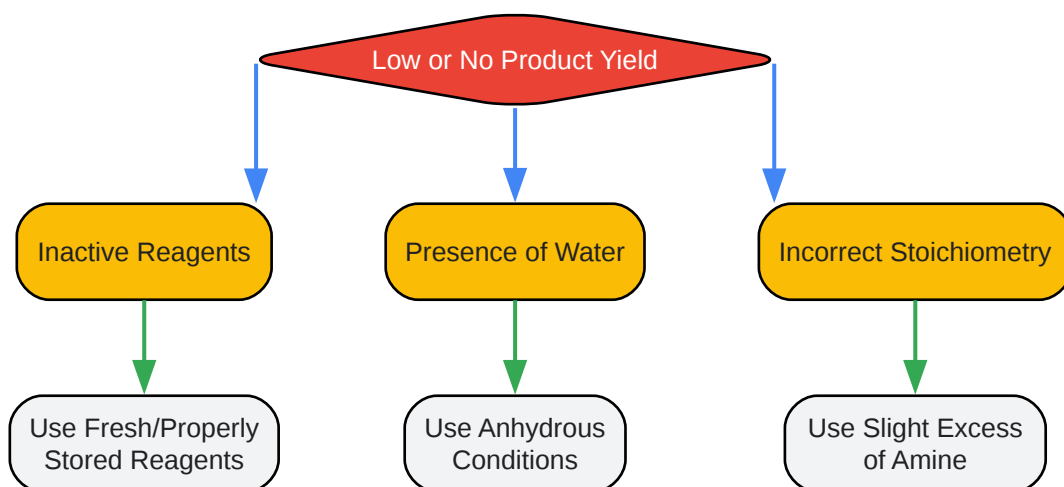 Low or No Product Yield
Inactive Reagents
Presence of Water
Incorrect Stoichiometry
Use Fresh/Properly
Stored Reagents
Use Anhydrous
Conditions
Use Slight Excess
of Amine